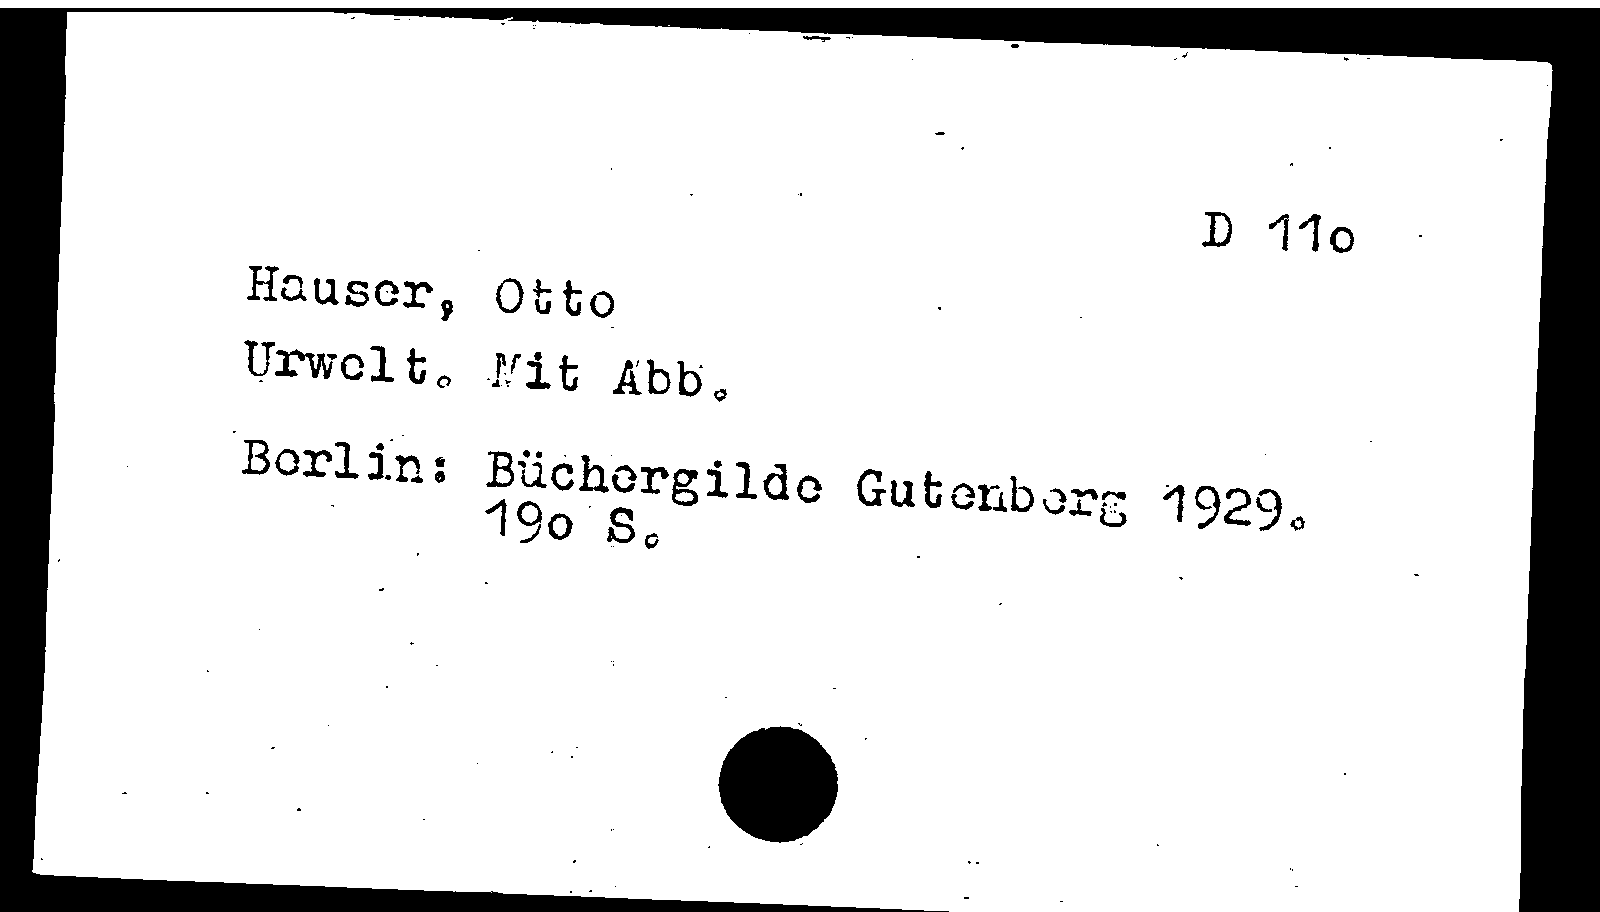 D 11o
Hauser, Otto
Urwelt. Mit Abb.
Berlin: Büchergilde Gutenberg 1929.
19o S.